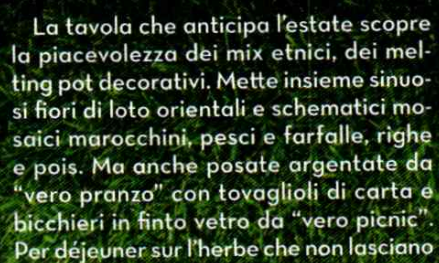 La tavola che anticipa l'estate scopre
la piacevolezza dei mix etnici, dei mel-
ting pot decorativi. Mette insieme sinuo-
si fiori di loto orientali e schematici mo-
saici marocchini, pesci e farfalle, righe
e pois. Ma anche posate argentate da
"vero pranzo" con tovaglioli di carta e
bicchieri in finto vetro da "vero picnic".
Per déjeuner sur l'herbe che non lasciano